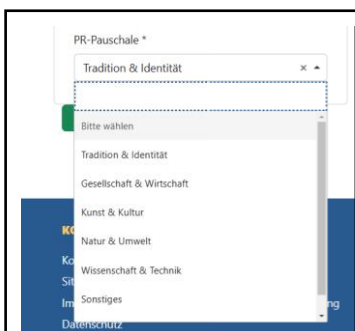 PR-Pauschale *
Tradition & Identität × 
Bitte wählen
Tradition & Identität
Gesellschaft & Wirtschaft
Kunst & Kultur
Natur & Umwelt
Wissenschaft & Technik
Sonstiges
Datenschutz